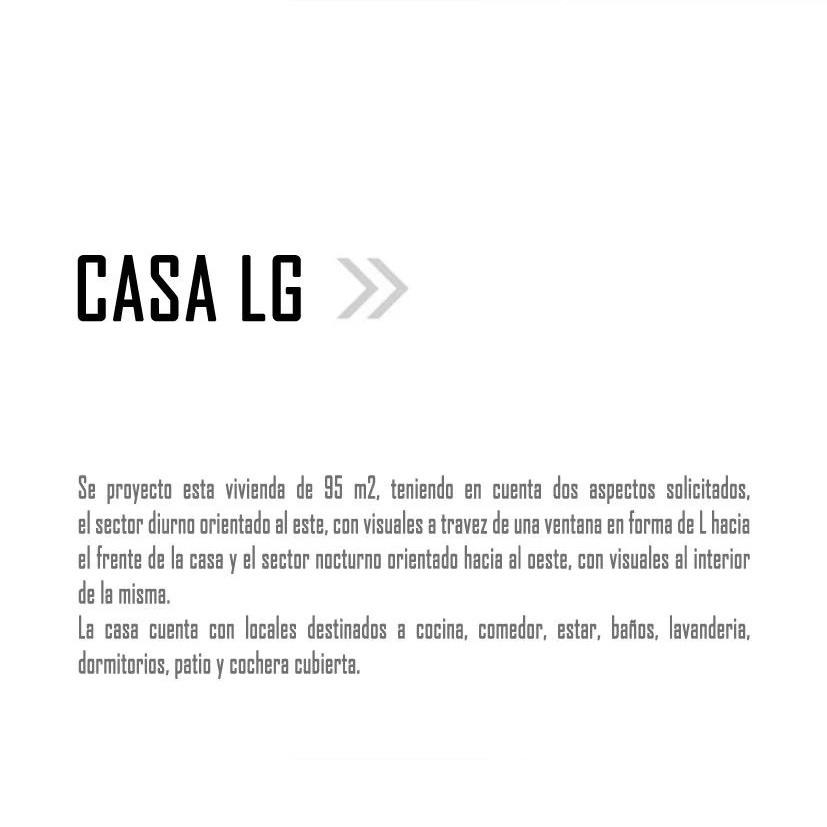 CASA LG
Se proyecto esta vivienda de 95 m2, teniendo en cuenta dos aspectos solicitados,
el sector diurno orientado al este, con visuales a travez de una ventana en forma de L hacia
el frente de la casa y el sector nocturno orientado hacia al oeste, con visuales al interior
de la misma.
La casa cuenta con locales destinados a cocina, comedor, estar, baños, lavanderia,
dormitorios, patio y cochera cubierta.